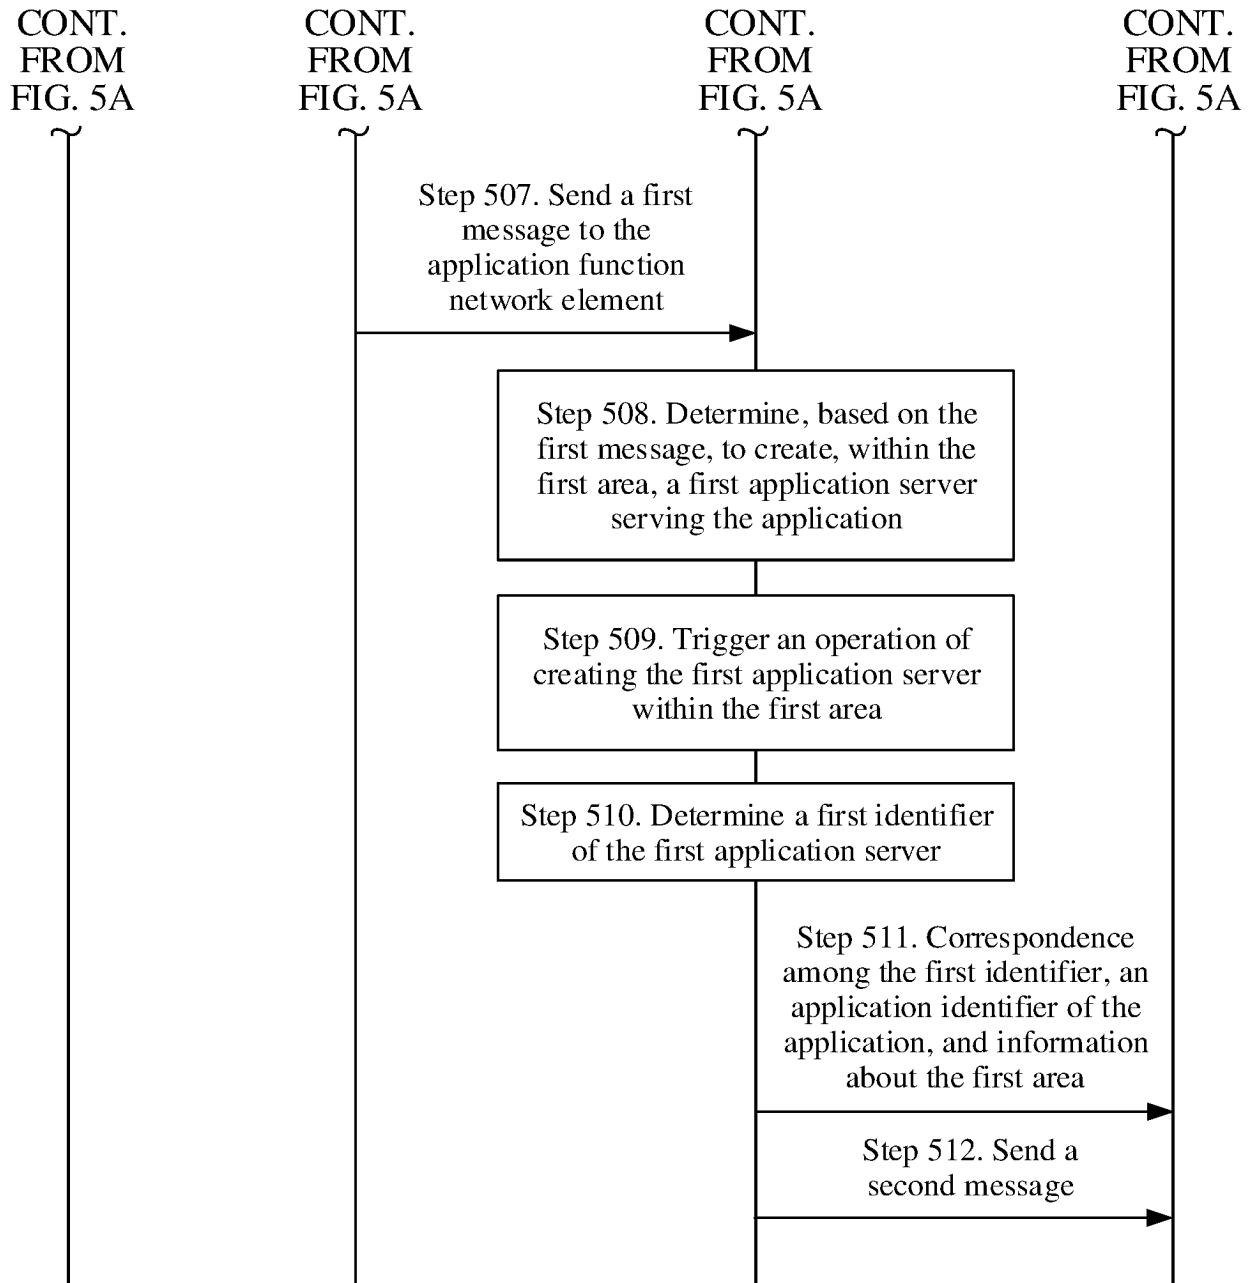 CONT.
FROM
FIG. 5A
CONT.
FROM
FIG. 5A
CONT.
FROM
FIG. 5A
CONT.
FROM
FIG. 5A
Step 507. Send a first
message to the
application function
network element
Step 508. Determine, based on the
first message, to create, within the
first area, a first application server
serving the application
Step 509. Trigger an operation of
creating the first application server
within the first area
Step 510. Determine a first identifier
of the first application server
Step 511. Correspondence
among the first identifier, an
application identifier of the
application, and information
about the first area
Step 512. Send a
second message